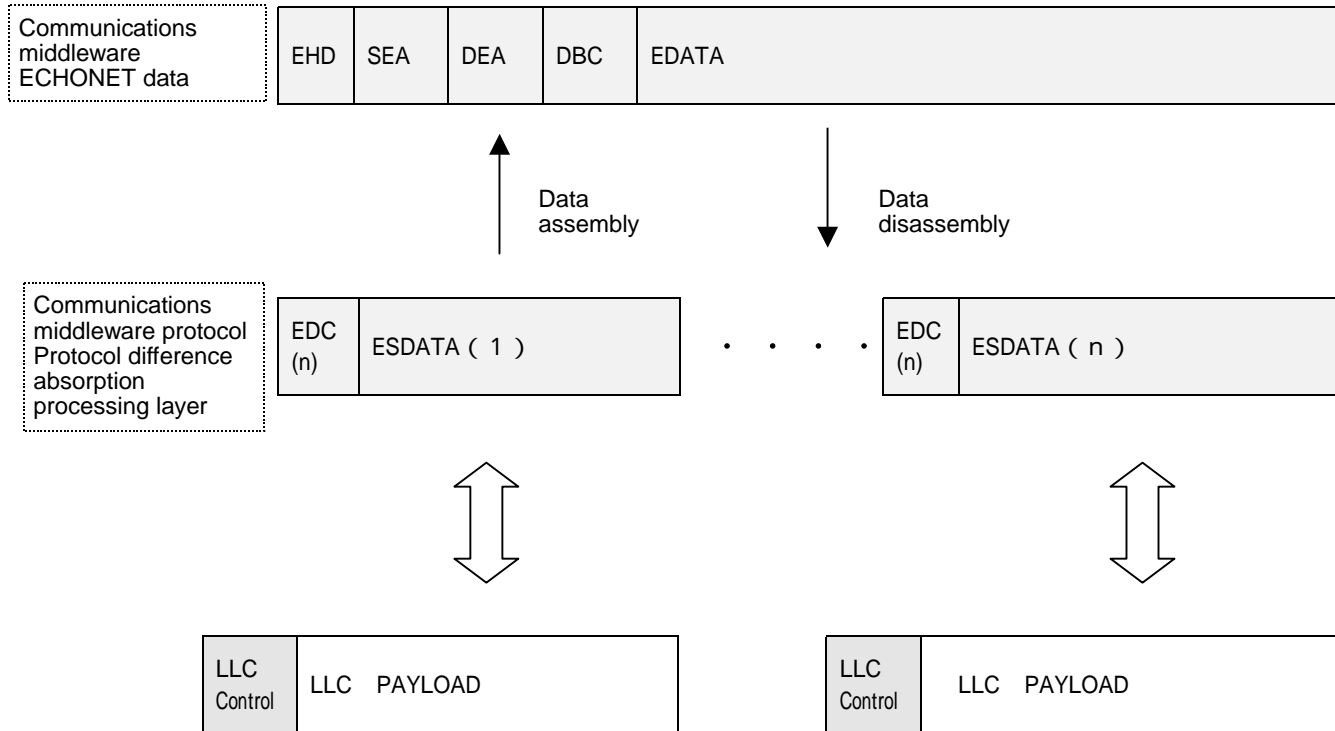 Communications
middleware
ECHONET data
EHD SEA DEA DBC EDATA
Data
assembly
Data
disassembly
Communications
middleware protocol
Protocol difference
absorption
processing layer
EDC
(n)
ESDATA ( 1 )
・ ・ ・ ・
EDC
(n)
ESDATA ( n )
LLC
Control
LLC PAYLOAD
LLC
Control
LLC PAYLOAD